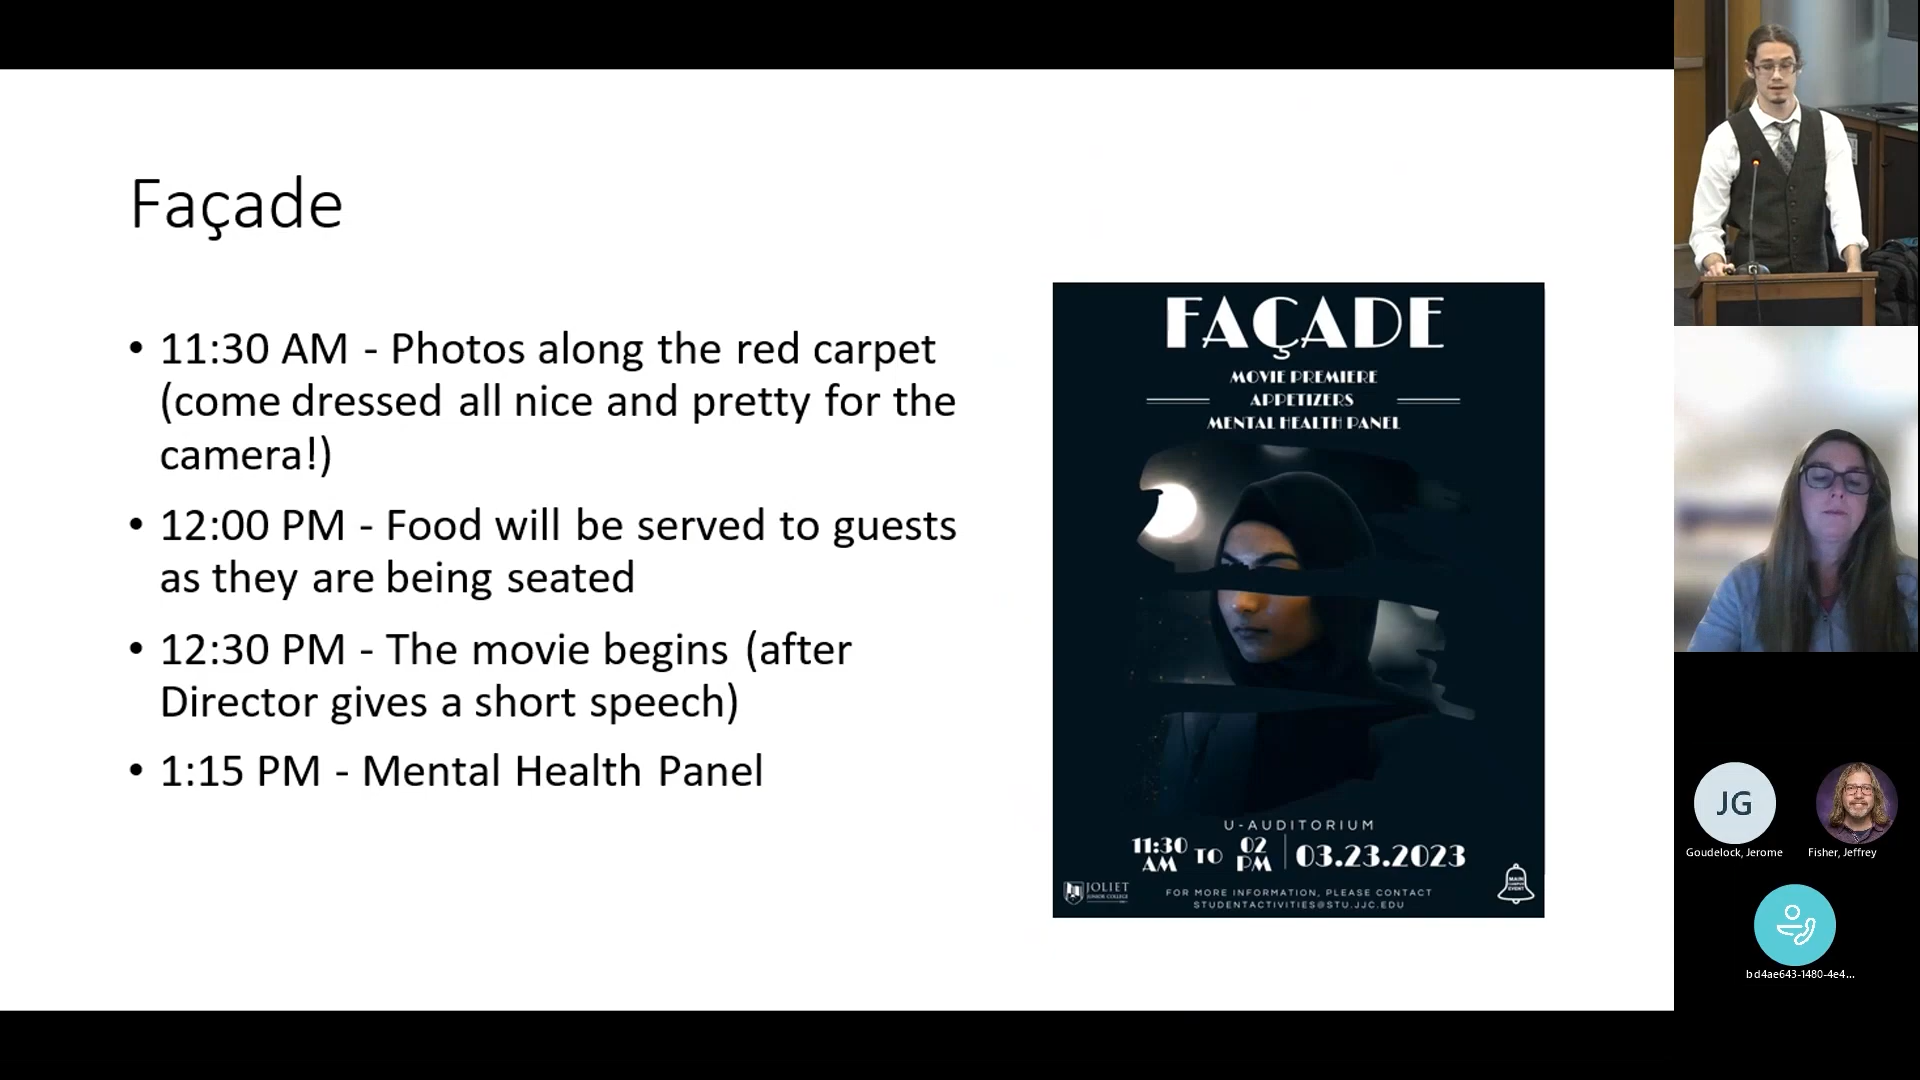 Façade
• 11:30 AM - Photos along the red carpet
(come dressed all nice and pretty for the
camera!)
• 12:00 PM - Food will be served to guests
as they are being seated
• 12:30 PM - The movie begins (after
Director gives a short speech)
• 1:15 PM - Mental Health Panel
FAÇADE
MOVIE PREMIERE
APPETIZERS
MENTAL HEALTH PANEL
U-AUDITORIUM
11:30 AM TO 02 PM | 03.23.2023
FOR MORE INFORMATION, PLEASE CONTACT
STUDENTACTIVITIES@STU.JJC.EDU
JOLIET
JUNIOR COLLEGE
MAIN
CAMPUS
EVENT
JG
Goudelock, Jerome
Fisher, Jeffrey
bd4ae643-1480-4e4...